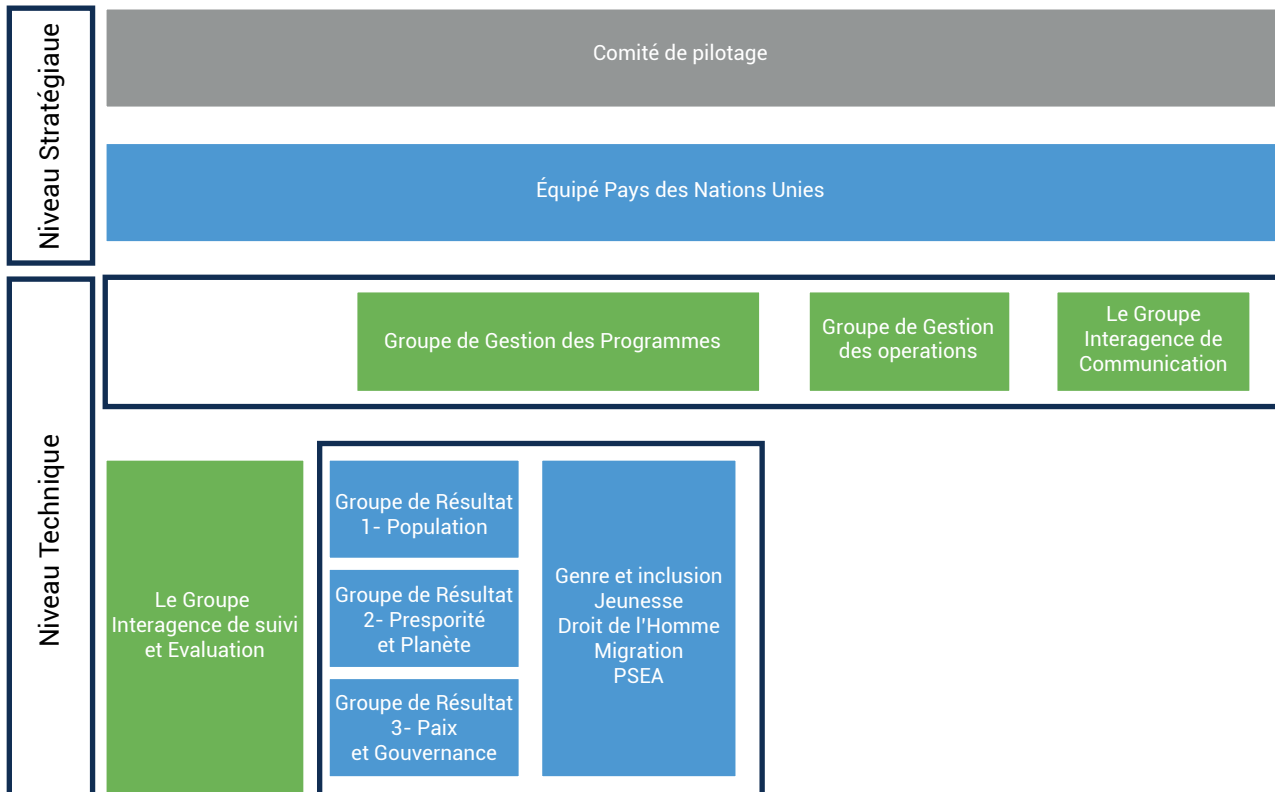 Niveau Stratégiaue
Comité de pilotage
Équipé Pays des Nations Unies
Niveau Technique
Groupe de Gestion des Programmes
Groupe de Gestion
des operations
Le Groupe
Interagence de
Communication
Le Groupe
Interagence de suivi
et Evaluation
Groupe de Résultat
1- Population
Groupe de Résultat
2- Presporité
et Planète
Groupe de Résultat
3- Paix
et Gouvernance
Genre et inclusion
Jeunesse
Droit de l'Homme
Migration
PSEA